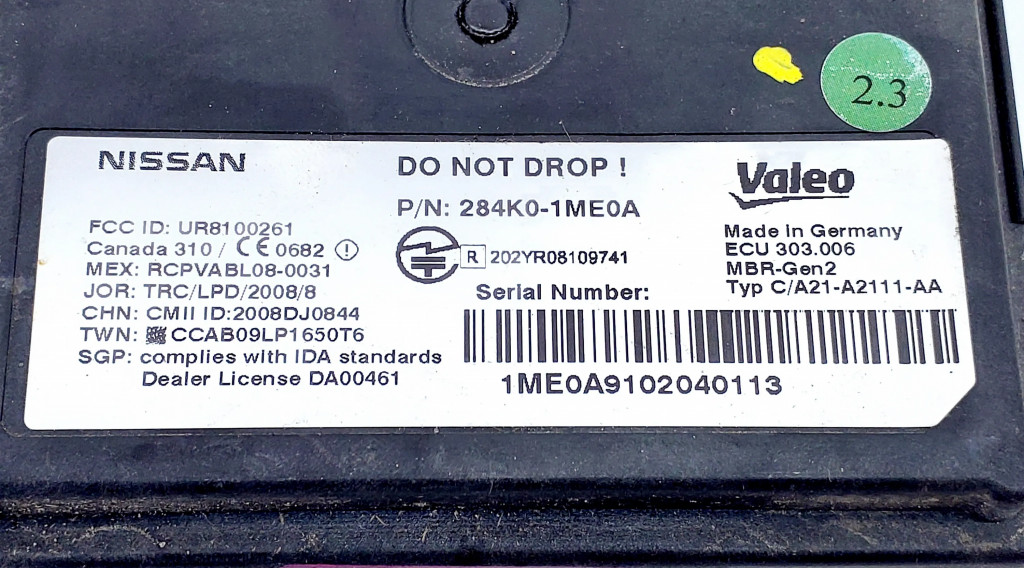 2.3
NISSAN
DO NOT DROP !
Valeo
P/N: 284K0-1ME0A
FCC ID: UR8100261
Canada 310 / CE 0682
MEX: RCPVABL08-0031
JOR: TRC/LPD/2008/8
CHN: CMII ID:2008DJ0844
TWN: CCAB09LP1650T6
SGP: complies with IDA standards
Dealer License DA00461
R 202YR08109741
Made in Germany
ECU 303.006
MBR-Gen2
Typ C/A21-A2111-AA
Serial Number:
1ME0A9102040113